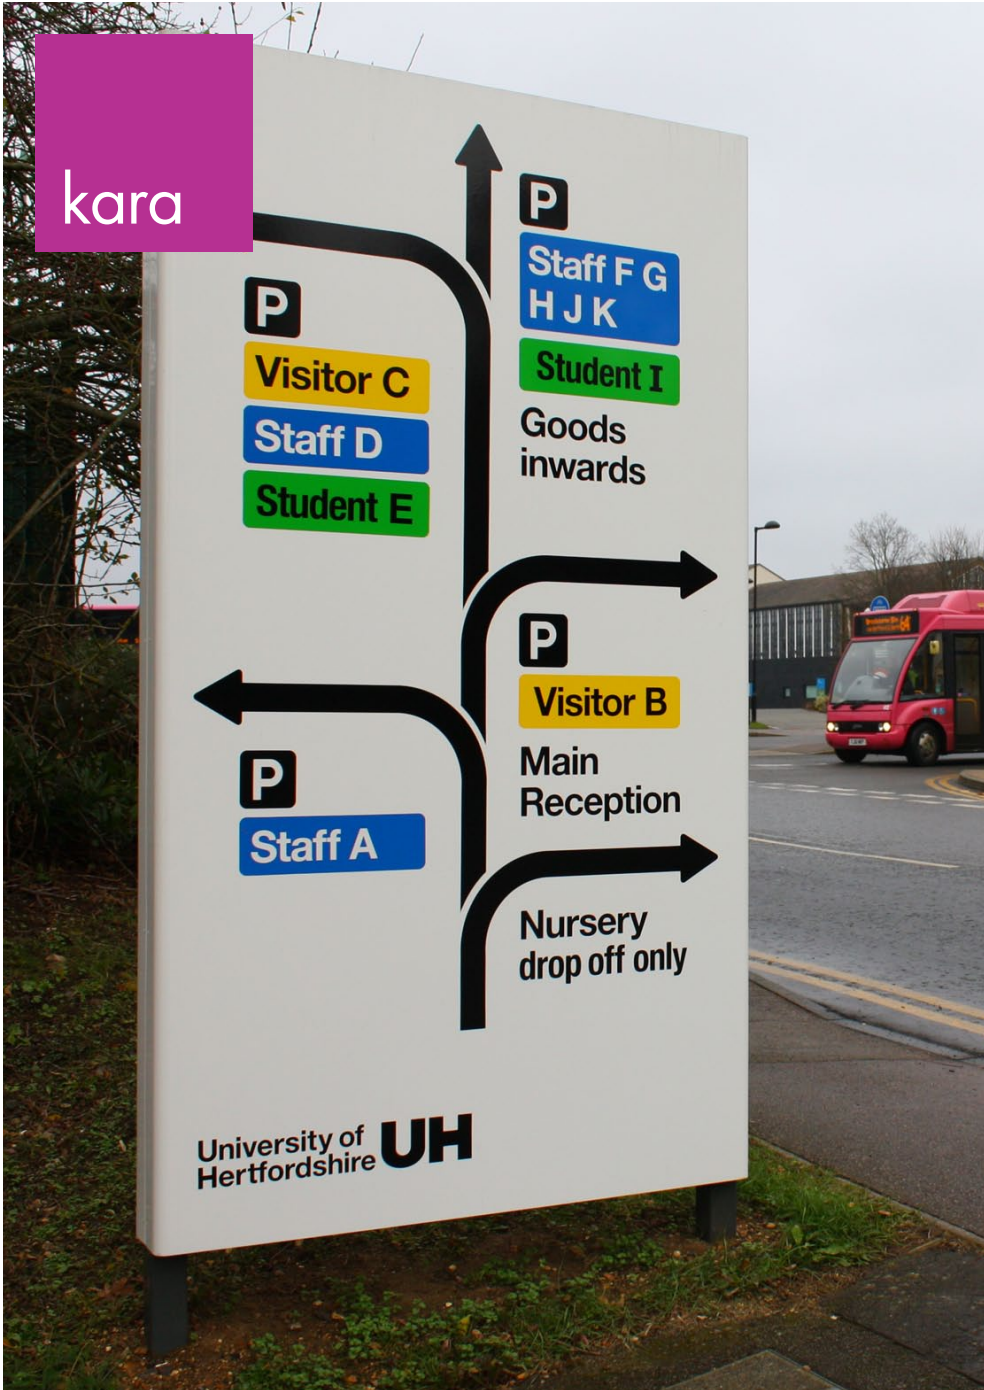 kara
P
Staff F G
H J K
Student I
Goods
inwards
P
Visitor C
Staff D
Student E
P
Visitor B
Main
Reception
P
Staff A
Nursery
drop off only
University of
Hertfordshire
UH
64